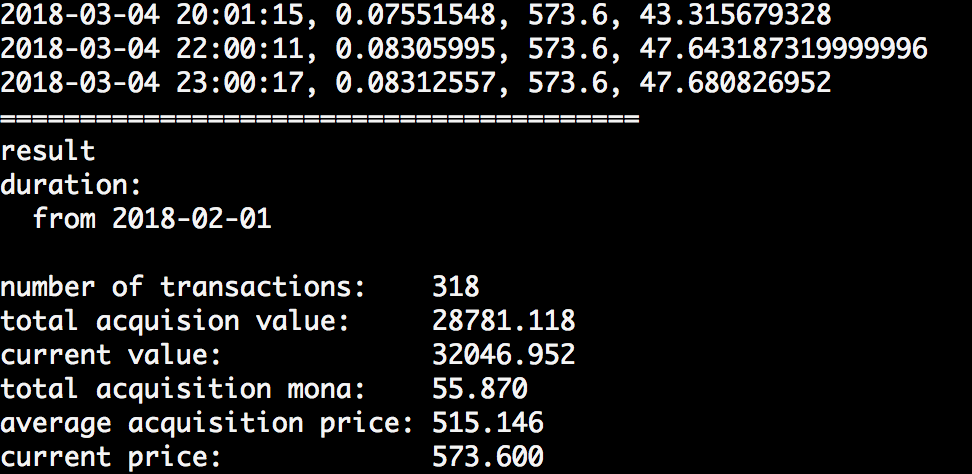 2018-03-04 20:01:15, 0.07551548, 573.6, 43.315679328
2018-03-04 22:00:11, 0.08305995, 573.6, 47.643187319999996
2018-03-04 23:00:17, 0.08312557, 573.6, 47.680826952
========================================
result
duration:
  from 2018-02-01

number of transactions:    318
total acquision value:     28781.118
current value:             32046.952
total acquisition mona:    55.870
average acquisition price: 515.146
current price:             573.600